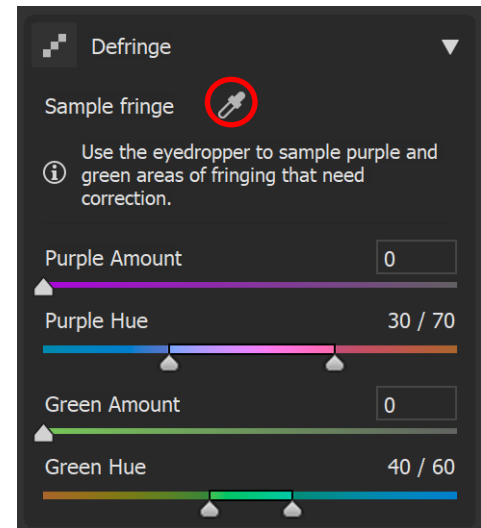 Defringe
Sample fringe
Use the eyedropper to sample purple and
green areas of fringing that need
correction.
Purple Amount 0
Purple Hue 30 / 70
Green Amount 0
Green Hue 40 / 60